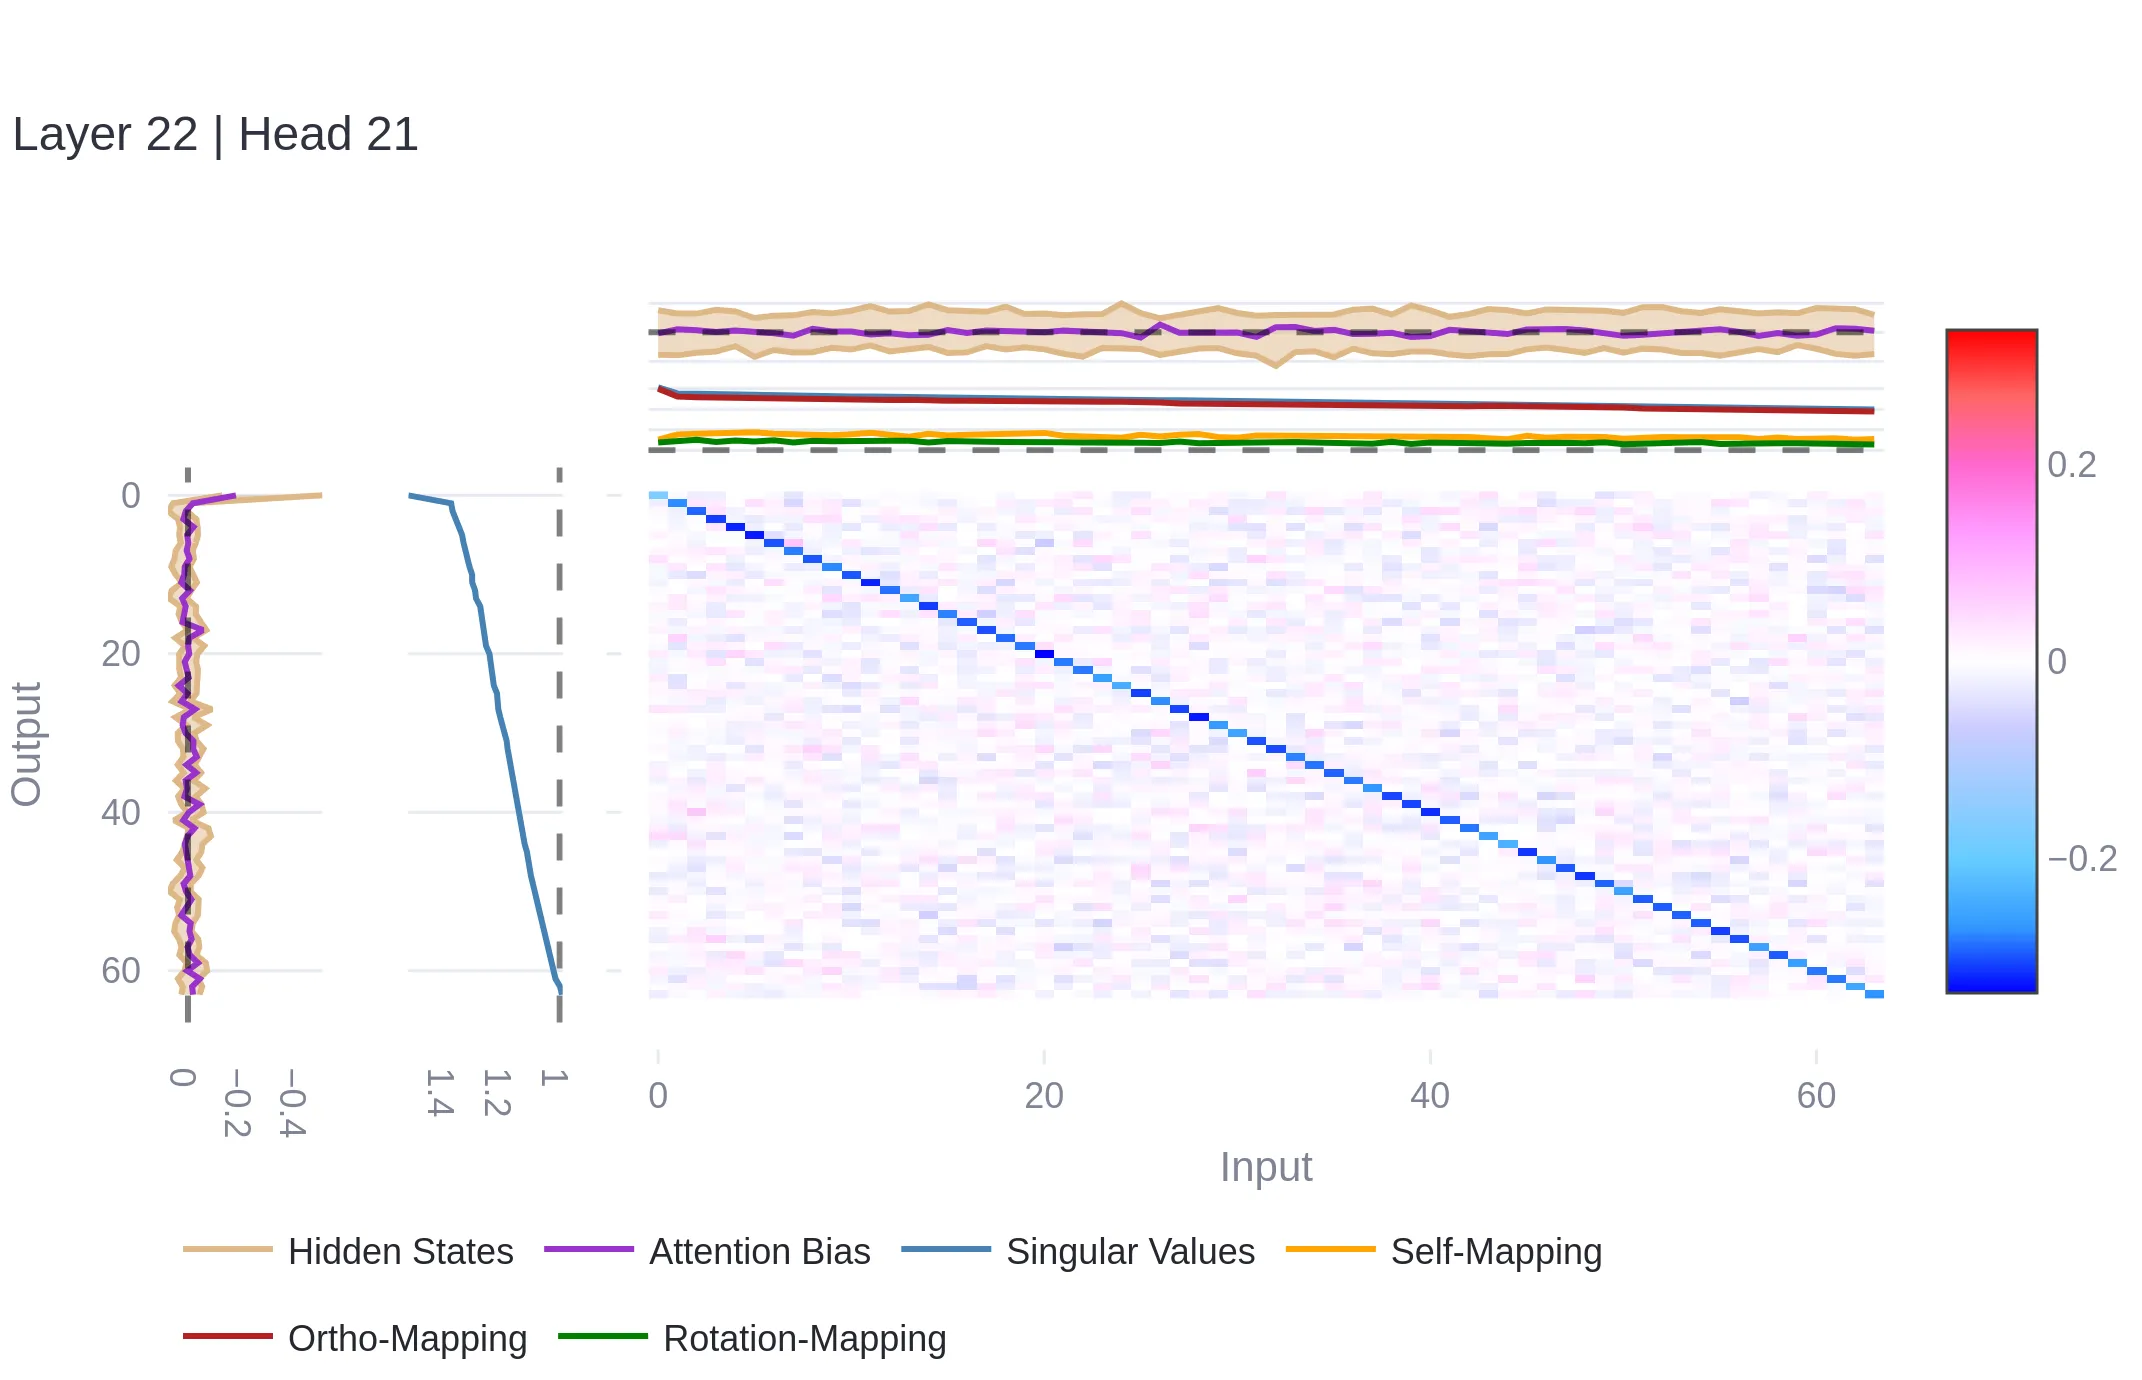 Layer 22 | Head 21
0.2
0
−0.2
0
20
40
60
Output
0
−0.2
−0.4
1.4
1.2
1
0
20
40
60
Input
Hidden States
Attention Bias
Singular Values
Self-Mapping
Ortho-Mapping
Rotation-Mapping